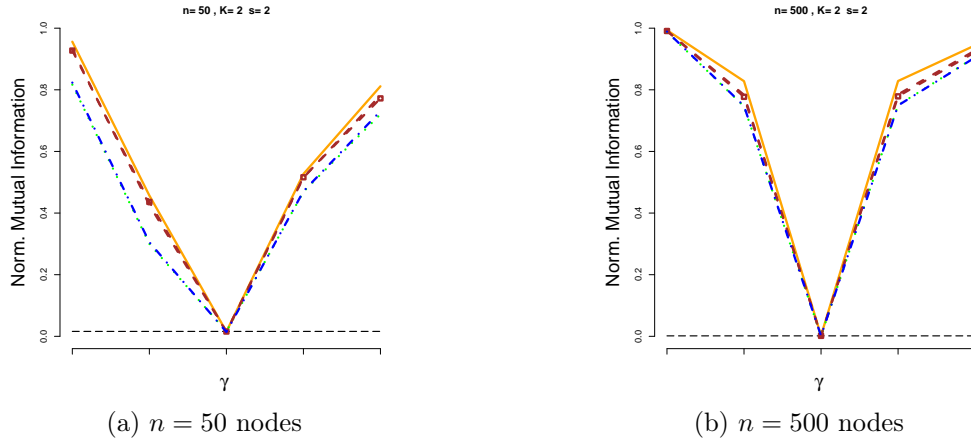 n= 50 , K= 2 s= 2
Norm. Mutual Information
1.0
0.8
0.6
0.4
0.2
0.0
γ
(a) n = 50 nodes
n= 500 , K= 2 s= 2
Norm. Mutual Information
1.0
0.8
0.6
0.4
0.2
0.0
γ
(b) n = 500 nodes